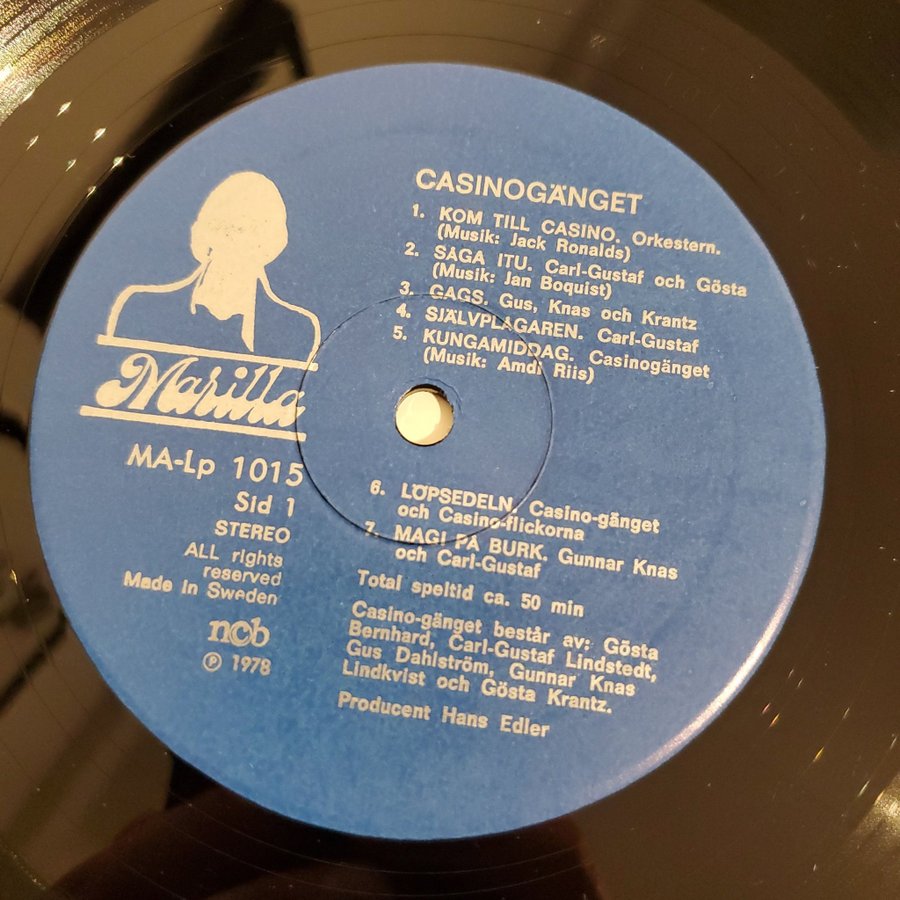 CASINOGÄNGET
1. KOM TILL CASINO. Orkestern.
(Musik: Jack Ronalds)
2. SAGA ITU. Carl-Gustaf och Gösta
(Musik: Jan Boquist)
3. GAGS. Gus, Knas och Krantz
4. SJÄLVPLÅGAREN. Carl-Gustaf
5. KUNGAMIDDAG. Casinogänget
(Musik: Amdi Riis)
Marilla
MA-Lp 1015
Sid 1
STEREO
ALL rights
reserved
Made in Sweden
ncb
℗ 1978
6. LÖPSEDELN. Casino-gänget
och Casino-flickorna
7. MAGI PÅ BURK. Gunnar Knas
och Carl-Gustaf
Total speltid ca. 50 min
Casino-gänget består av: Gösta
Bernhard, Carl-Gustaf Lindstedt,
Gus Dahlström, Gunnar Knas
Lindkvist och Gösta Krantz.
Producent Hans Edler